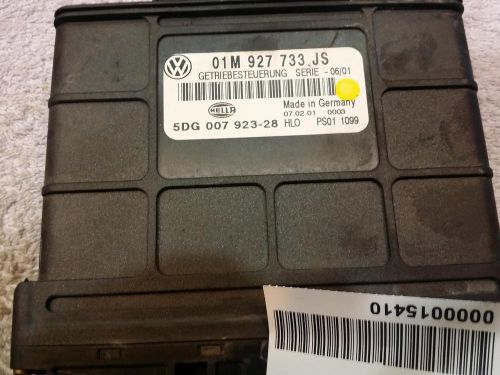 01M 927 733 JS
GETRIEBESTEUERUNG SERIE - 06/01
HELLA
Made in Germany
07.02.01 0003
5DG 007 923-28 HLO PS01 1099
0000015410